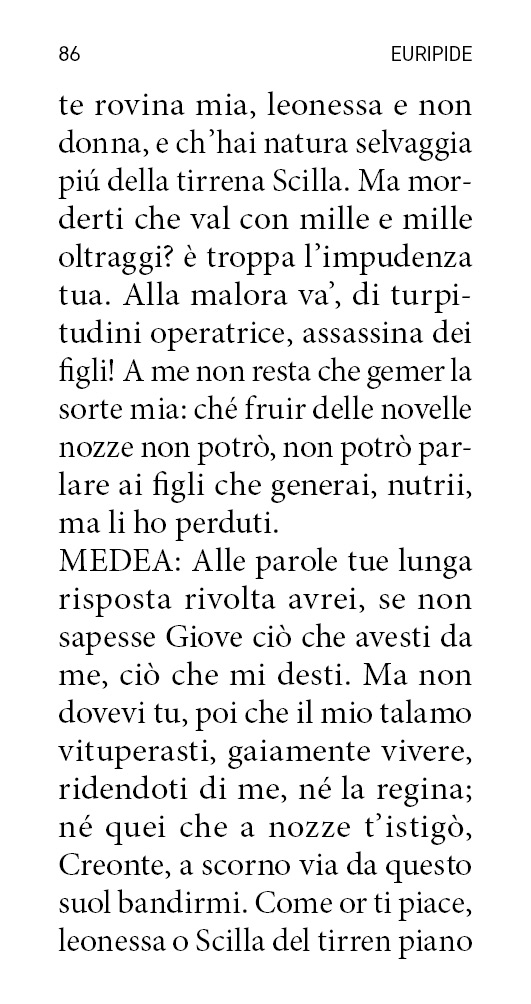 86 EURIPIDE
te rovina mia, leonessa e non
donna, e ch’hai natura selvaggia
piú della tirrena Scilla. Ma mor-
derti che val con mille e mille
oltraggi? è troppa l’impudenza
tua. Alla malora va’, di turpi-
tudini operatrice, assassina dei
figli! A me non resta che gemer la
sorte mia: ché fruir delle novelle
nozze non potrò, non potrò par-
lare ai figli che generai, nutrii,
ma li ho perduti.
MEDEA: Alle parole tue lunga
risposta rivolta avrei, se non
sapesse Giove ciò che avesti da
me, ciò che mi desti. Ma non
dovevi tu, poi che il mio talamo
vituperasti, gaiamente vivere,
ridendoti di me, né la regina;
né quei che a nozze t’istigò,
Creonte, a scorno via da questo
suol bandirmi. Come or ti piace,
leonessa o Scilla del tirren piano